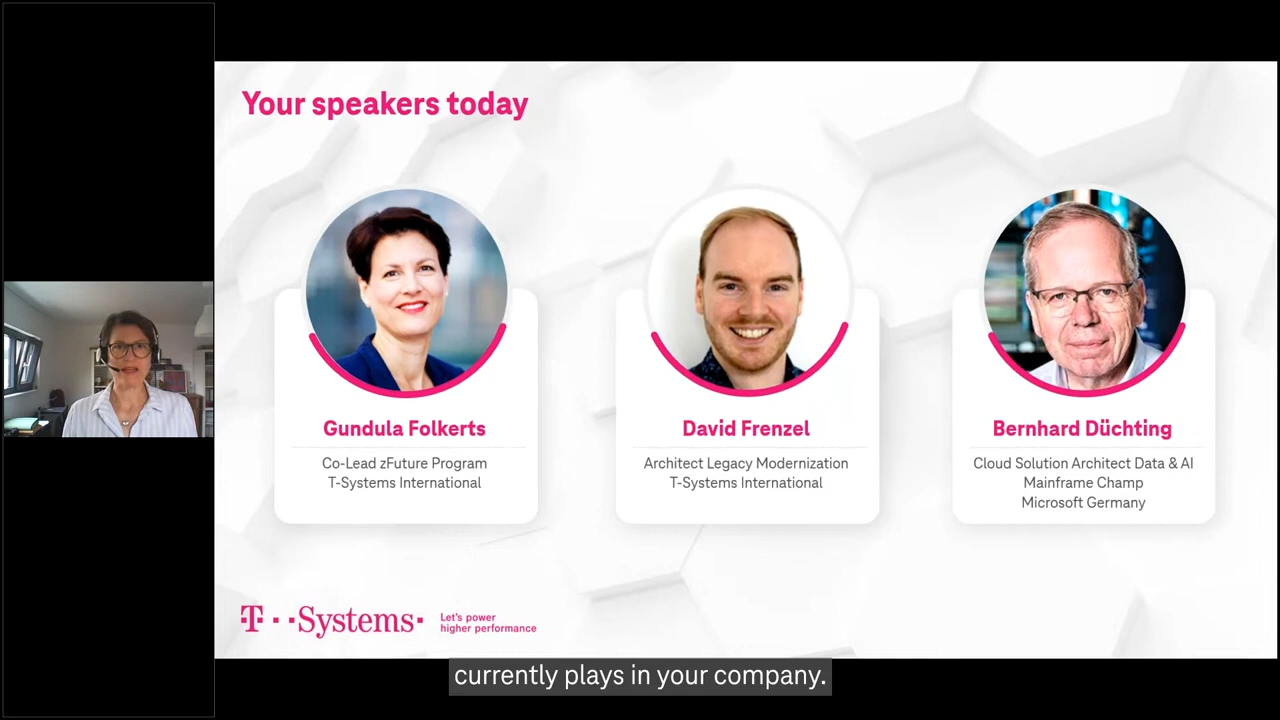 Your speakers today
Gundula Folkerts
Co-Lead zFuture Program
T-Systems International
David Frenzel
Architect Legacy Modernization
T-Systems International
Bernhard Düchting
Cloud Solution Architect Data & AI
Mainframe Champ
Microsoft Germany
T · · Systems ·
Let's power
higher performance
currently plays in your company.